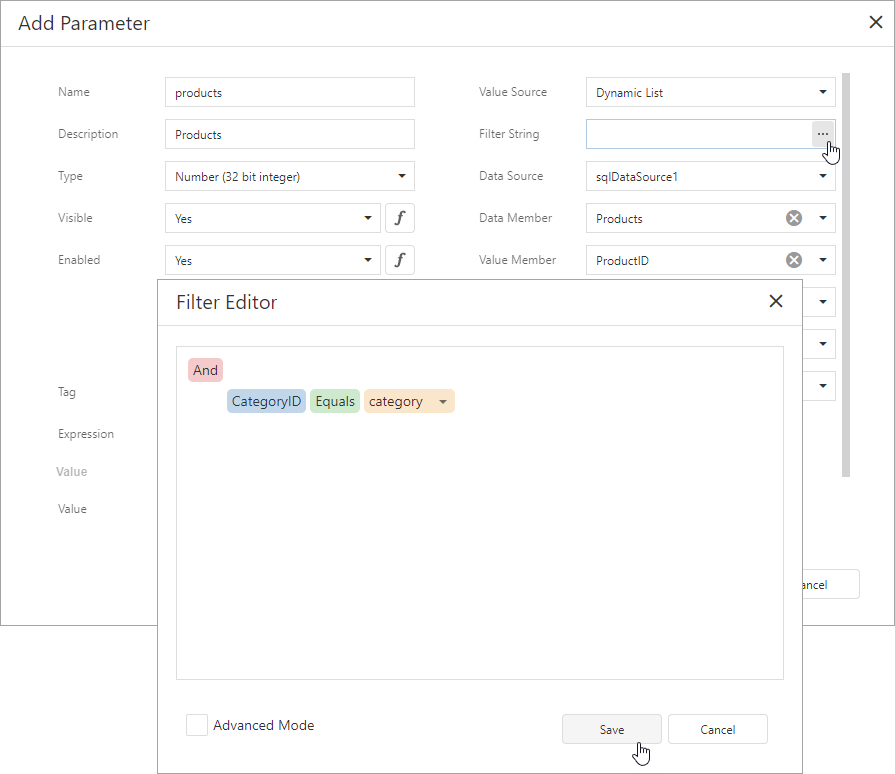 Add Parameter
Name products Value Source Dynamic List
Description Products Filter String ...
Type Number (32 bit integer) Data Source sqlDataSource1
Visible Yes f Data Member Products
Enabled Yes f Value Member ProductID
Filter Editor
And
CategoryID Equals category
Tag
Expression
Value
Value
ancel
Advanced Mode Save Cancel